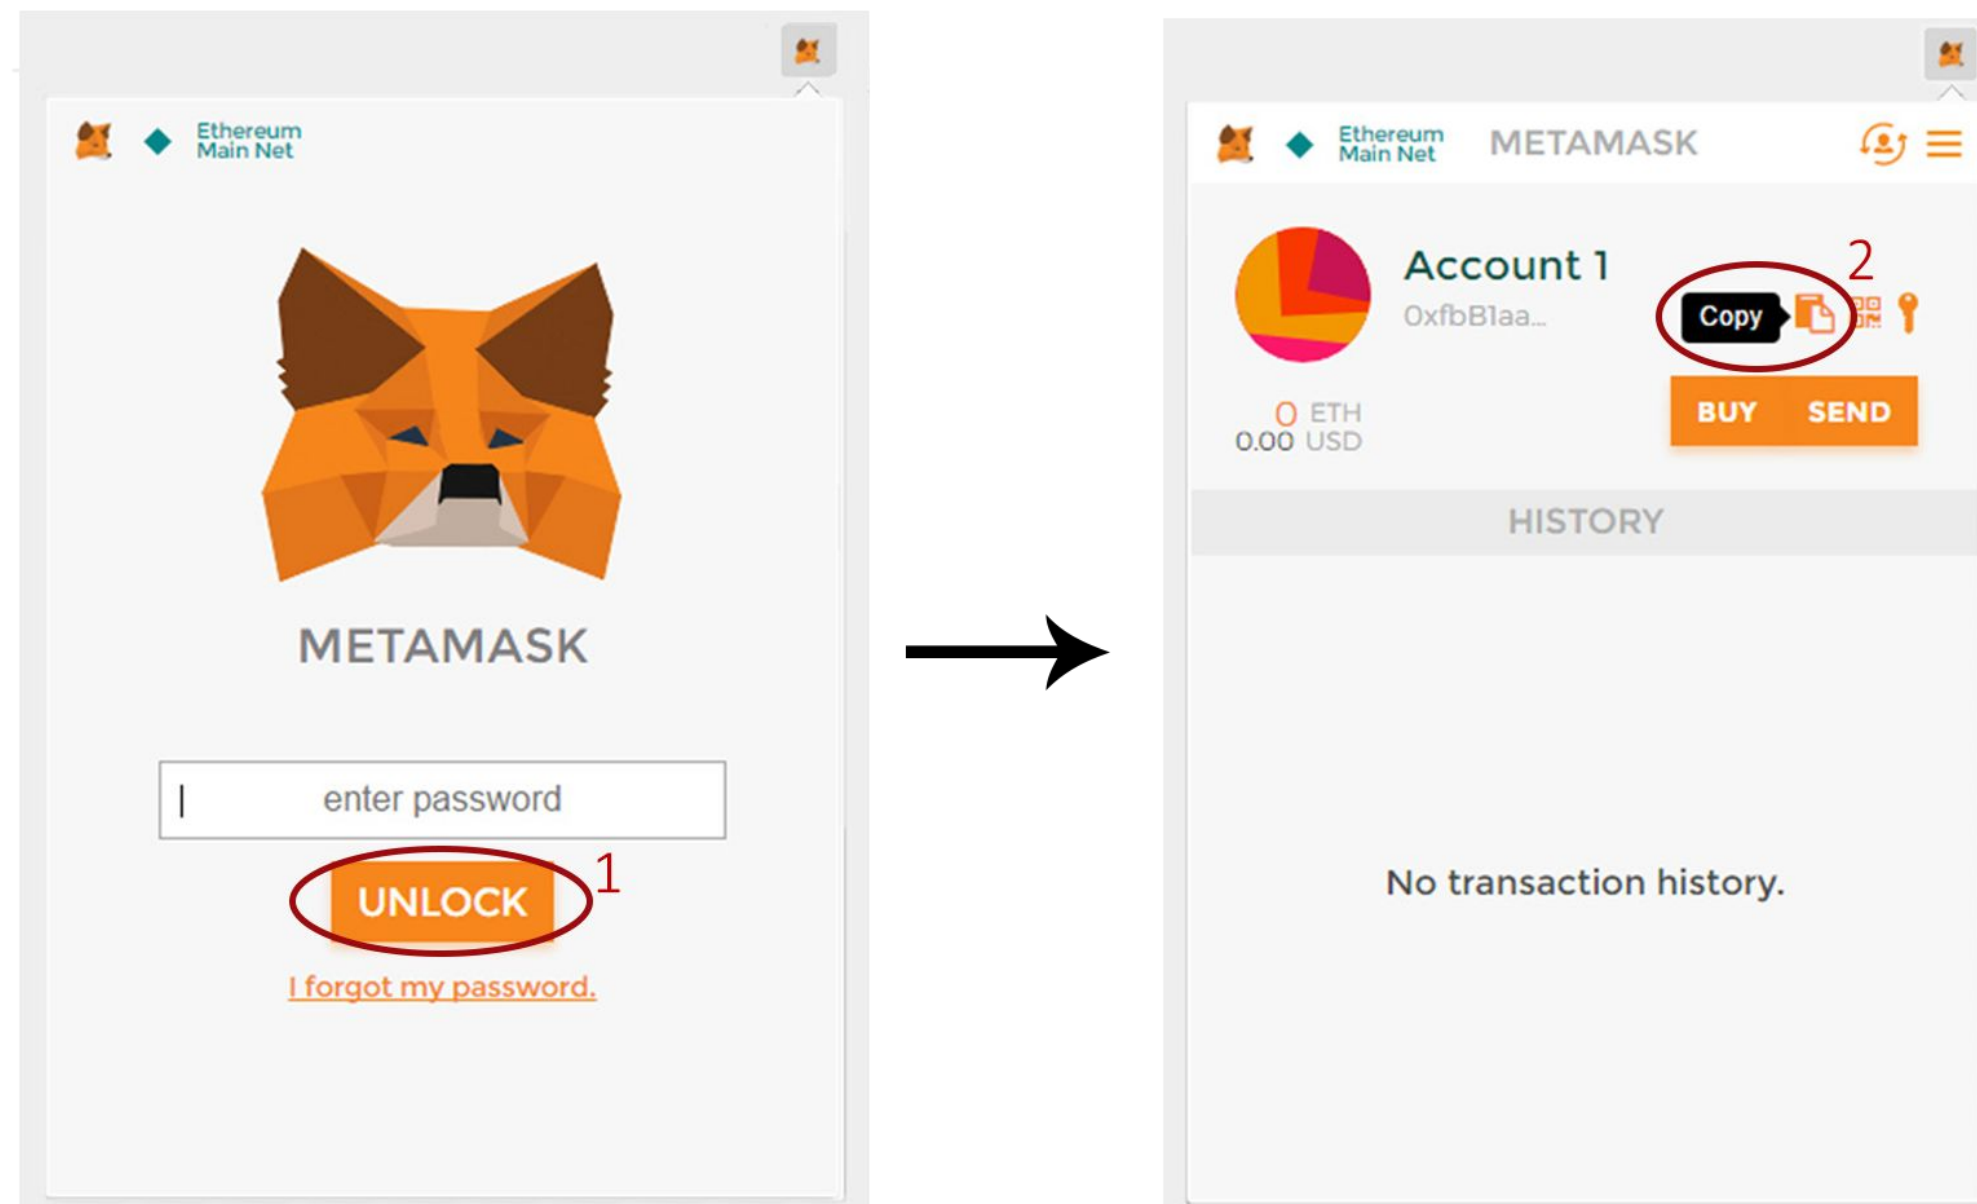 Ethereum
Main Net
METAMASK
enter password
UNLOCK
1
I forgot my password.
Ethereum
Main Net
METAMASK
Account 1
2
0xfbB1aa...
Copy
0 ETH
0.00 USD
BUY
SEND
HISTORY
No transaction history.